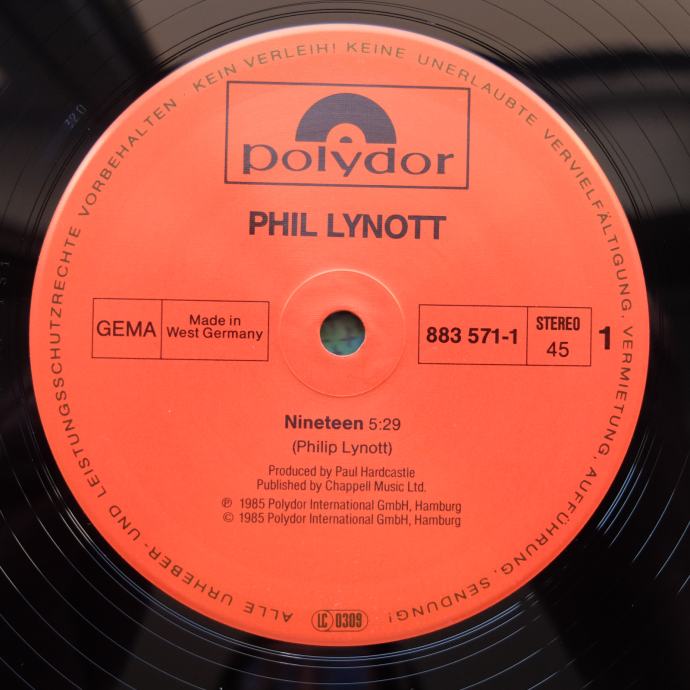 ALLE URHEBER- UND LEISTUNGSSCHUTZRECHTE VORBEHALTEN · KEIN VERLEIH! KEINE UNERLAUBTE VERVIELFÄLTIGUNG, VERMIETUNG, AUFFÜHRUNG, SENDUNG!
polydor
PHIL LYNOTT
GEMA
Made in
West Germany
883 571-1
STEREO
45
1
Nineteen 5:29
(Philip Lynott)
Produced by Paul Hardcastle
Published by Chappell Music Ltd.
℗ 1985 Polydor International GmbH, Hamburg
© 1985 Polydor International GmbH, Hamburg
LC 0309